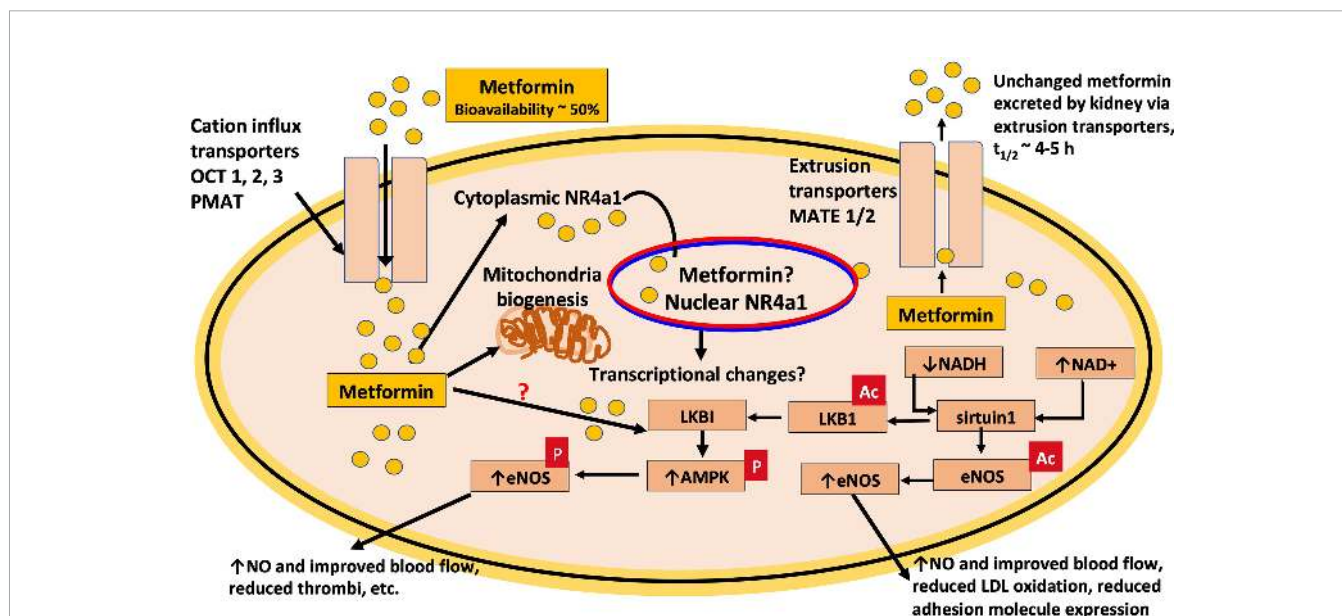 Metformin
Bioavailability ~ 50%
Cation influx
transporters
OCT 1, 2, 3
PMAT
Unchanged metformin
excreted by kidney via
extrusion transporters,
t1/2 ~ 4-5 h
Extrusion
transporters
MATE 1/2
Cytoplasmic NR4a1
Metformin?
Nuclear NR4a1
Mitochondria
biogenesis
Metformin
Transcriptional changes?
Metformin
?
↓NADH
↑NAD+
LKBI
Ac
LKB1
sirtuin1
P
↑eNOS
P
↑AMPK
↑eNOS
Ac
eNOS
↑NO and improved blood flow,
reduced thrombi, etc.
↑NO and improved blood flow,
reduced LDL oxidation, reduced
adhesion molecule expression